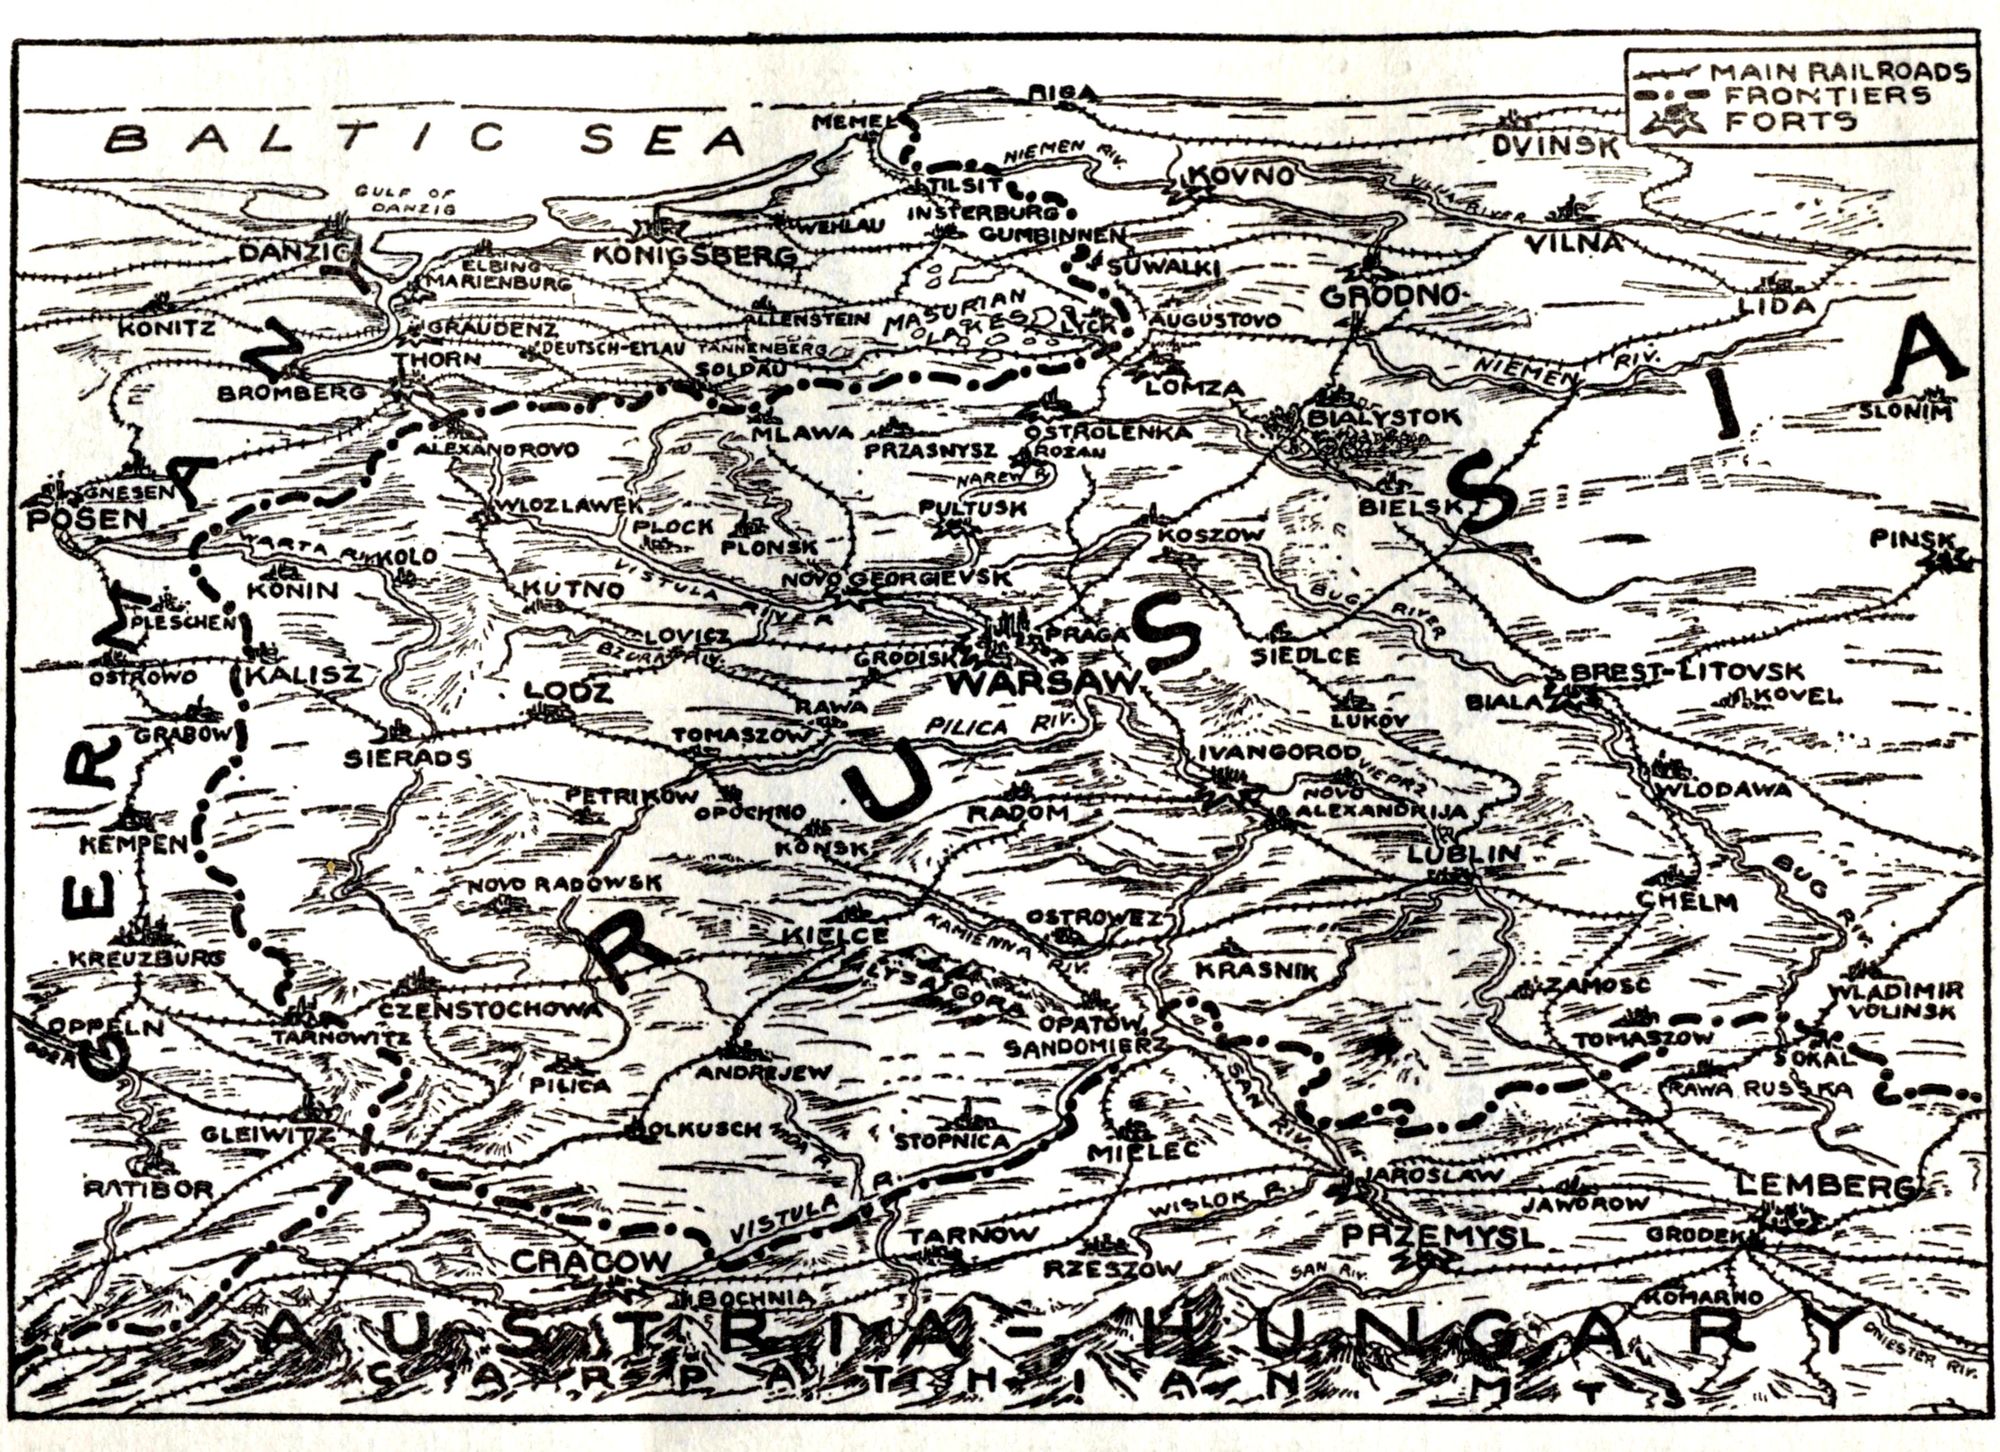 MAIN RAILROADS
FRONTIERS
FORTS
RIGA
BALTIC SEA
MEMEL
DVINSK
NIEMEN RIV.
GULF OF
DANZIG
TILSIT
KOVNO
VILIJA RIVER
INSTERBURG
WEHLAU
GUMBINNEN
VILNA
DANZIG
KÖNIGSBERG
ELBING
MARIENBURG
SUWALKI
GRODNO
LIDA
KONITZ
GRAUDENZ
ALLENSTEIN
MASURIAN
LAKES
LYCK
AUGUSTOVO
DEUTSCH-EYLAU
TANNENBERG
THORN
SOLDAU
NIEMEN RIV.
BROMBERG
LOMZA
SLONIM
MLAWA
BIALYSTOK
OSTROLENKA
ALEXANDROVO
PRZASNYSZ
ROZAN
NAREW R.
GNESEN
POSEN
WLOZLAWEK
PULTUSK
BIELSK
PLOCK
PLONSK
KOSZOW
PINSK
WARTA RIV.
KOLO
KONIN
KUTNO
NOVO GEORGIEVSK
VISTULA RIVER
BUG RIVER
PLESCHEN
LOVICZ
BZURA RIV.
PRAGA
GRODISK
SIEDLCE
WARSAW
OSTROWO
KALISZ
BREST-LITOVSK
BIALA
KOVEL
LODZ
RAWA
LUKOV
GRABOW
TOMASZOW
PILICA RIV.
SIERADS
IVANGOROD
VIEPRZ
WLODAWA
PETRIKOW
OPOCHNO
RADOM
NOVO
ALEXANDRIJA
KEMPEN
KONSK
LUBLIN
BUG RIV.
NOVO RADOWSK
CHELM
KIELCE
OSTROWEZ
KAMIENNA RIV.
KREUZBURG
LYSA GORA
KRASNIK
ZAMOSC
WLADIMIR
VOLINSK
CZENSTOCHOWA
OPPELN
ODER
TARNOWITZ
OPATOW
SANDOMIERZ
TOMASZOW
SOKAL
PILICA
ANDREJEW
SAN RIV.
RAWA RUSSKA
GLEIWITZ
OLKUSCH
NIDA R.
STOPNICA
MIELEC
RATIBOR
JAROSLAW
LEMBERG
VISTULA R.
WISLOK R.
JAWOROW
CRACOW
TARNOW
RZESZOW
PRZEMYSL
GRODEK
SAN RIV.
BOCHNIA
KOMARNO
DNIESTER RIV.
GERMANY
RUSSIA
AUSTRIA-HUNGARY
CARPATHIAN MTS